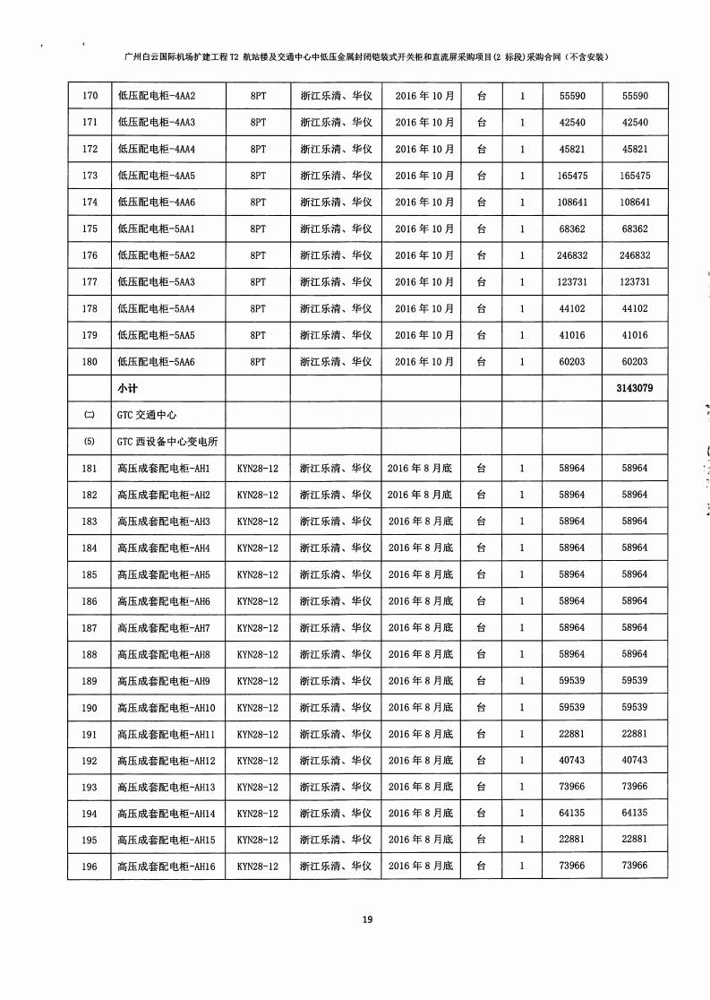 广州白云国际机场扩建工程 T2 航站楼及交通中心中低压金属封闭铠装式开关柜和直流屏采购项目(2 标段)采购合同（不含安装）
170 低压配电柜-4AA2 8PT 浙江乐清、华仪 2016 年 10 月 台 1 55590 55590
171 低压配电柜-4AA3 8PT 浙江乐清、华仪 2016 年 10 月 台 1 42540 42540
172 低压配电柜-4AA4 8PT 浙江乐清、华仪 2016 年 10 月 台 1 45821 45821
173 低压配电柜-4AA5 8PT 浙江乐清、华仪 2016 年 10 月 台 1 165475 165475
174 低压配电柜-4AA6 8PT 浙江乐清、华仪 2016 年 10 月 台 1 108641 108641
175 低压配电柜-5AA1 8PT 浙江乐清、华仪 2016 年 10 月 台 1 68362 68362
176 低压配电柜-5AA2 8PT 浙江乐清、华仪 2016 年 10 月 台 1 246832 246832
177 低压配电柜-5AA3 8PT 浙江乐清、华仪 2016 年 10 月 台 1 123731 123731
178 低压配电柜-5AA4 8PT 浙江乐清、华仪 2016 年 10 月 台 1 44102 44102
179 低压配电柜-5AA5 8PT 浙江乐清、华仪 2016 年 10 月 台 1 41016 41016
180 低压配电柜-5AA6 8PT 浙江乐清、华仪 2016 年 10 月 台 1 60203 60203
小计 3143079
㈡ GTC 交通中心
(5) GTC 西设备中心变电所
181 高压成套配电柜-AH1 KYN28-12 浙江乐清、华仪 2016 年 8 月底 台 1 58964 58964
182 高压成套配电柜-AH2 KYN28-12 浙江乐清、华仪 2016 年 8 月底 台 1 58964 58964
183 高压成套配电柜-AH3 KYN28-12 浙江乐清、华仪 2016 年 8 月底 台 1 58964 58964
184 高压成套配电柜-AH4 KYN28-12 浙江乐清、华仪 2016 年 8 月底 台 1 58964 58964
185 高压成套配电柜-AH5 KYN28-12 浙江乐清、华仪 2016 年 8 月底 台 1 58964 58964
186 高压成套配电柜-AH6 KYN28-12 浙江乐清、华仪 2016 年 8 月底 台 1 58964 58964
187 高压成套配电柜-AH7 KYN28-12 浙江乐清、华仪 2016 年 8 月底 台 1 58964 58964
188 高压成套配电柜-AH8 KYN28-12 浙江乐清、华仪 2016 年 8 月底 台 1 58964 58964
189 高压成套配电柜-AH9 KYN28-12 浙江乐清、华仪 2016 年 8 月底 台 1 59539 59539
190 高压成套配电柜-AH10 KYN28-12 浙江乐清、华仪 2016 年 8 月底 台 1 59539 59539
191 高压成套配电柜-AH11 KYN28-12 浙江乐清、华仪 2016 年 8 月底 台 1 22881 22881
192 高压成套配电柜-AH12 KYN28-12 浙江乐清、华仪 2016 年 8 月底 台 1 40743 40743
193 高压成套配电柜-AH13 KYN28-12 浙江乐清、华仪 2016 年 8 月底 台 1 73966 73966
194 高压成套配电柜-AH14 KYN28-12 浙江乐清、华仪 2016 年 8 月底 台 1 64135 64135
195 高压成套配电柜-AH15 KYN28-12 浙江乐清、华仪 2016 年 8 月底 台 1 22881 22881
196 高压成套配电柜-AH16 KYN28-12 浙江乐清、华仪 2016 年 8 月底 台 1 73966 73966
19